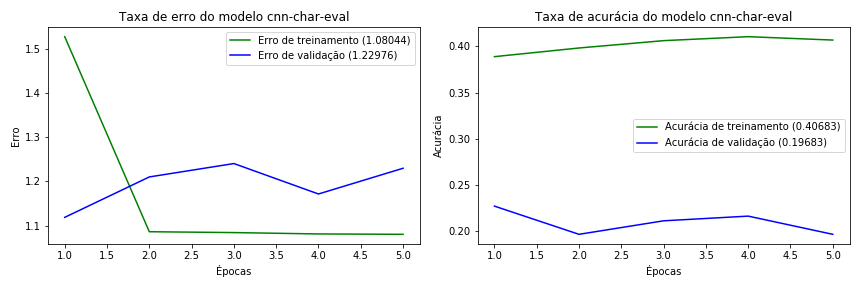 Taxa de erro do modelo cnn-char-eval
Erro de treinamento (1.08044)
Erro de validação (1.22976)
1.5
1.4
1.3
1.2
1.1
Erro
1.0 1.5 2.0 2.5 3.0 3.5 4.0 4.5 5.0
Épocas
Taxa de acurácia do modelo cnn-char-eval
Acurácia de treinamento (0.40683)
Acurácia de validação (0.19683)
0.40
0.35
0.30
0.25
0.20
Acurácia
1.0 1.5 2.0 2.5 3.0 3.5 4.0 4.5 5.0
Épocas